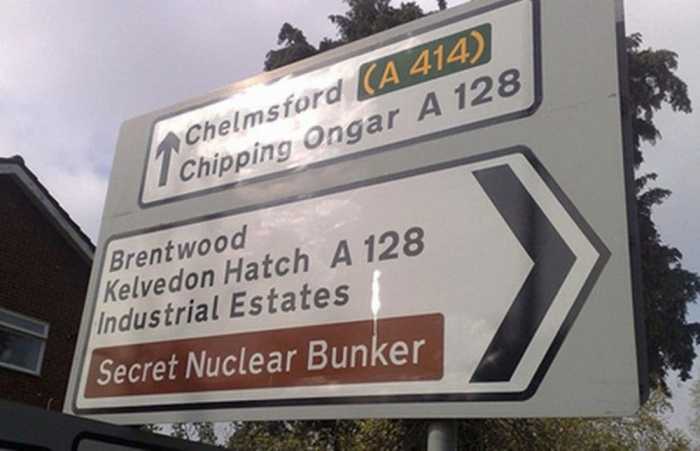 Chelmsford (A 414)
Chipping Ongar A 128
Brentwood
Kelvedon Hatch A 128
Industrial Estates
Secret Nuclear Bunker